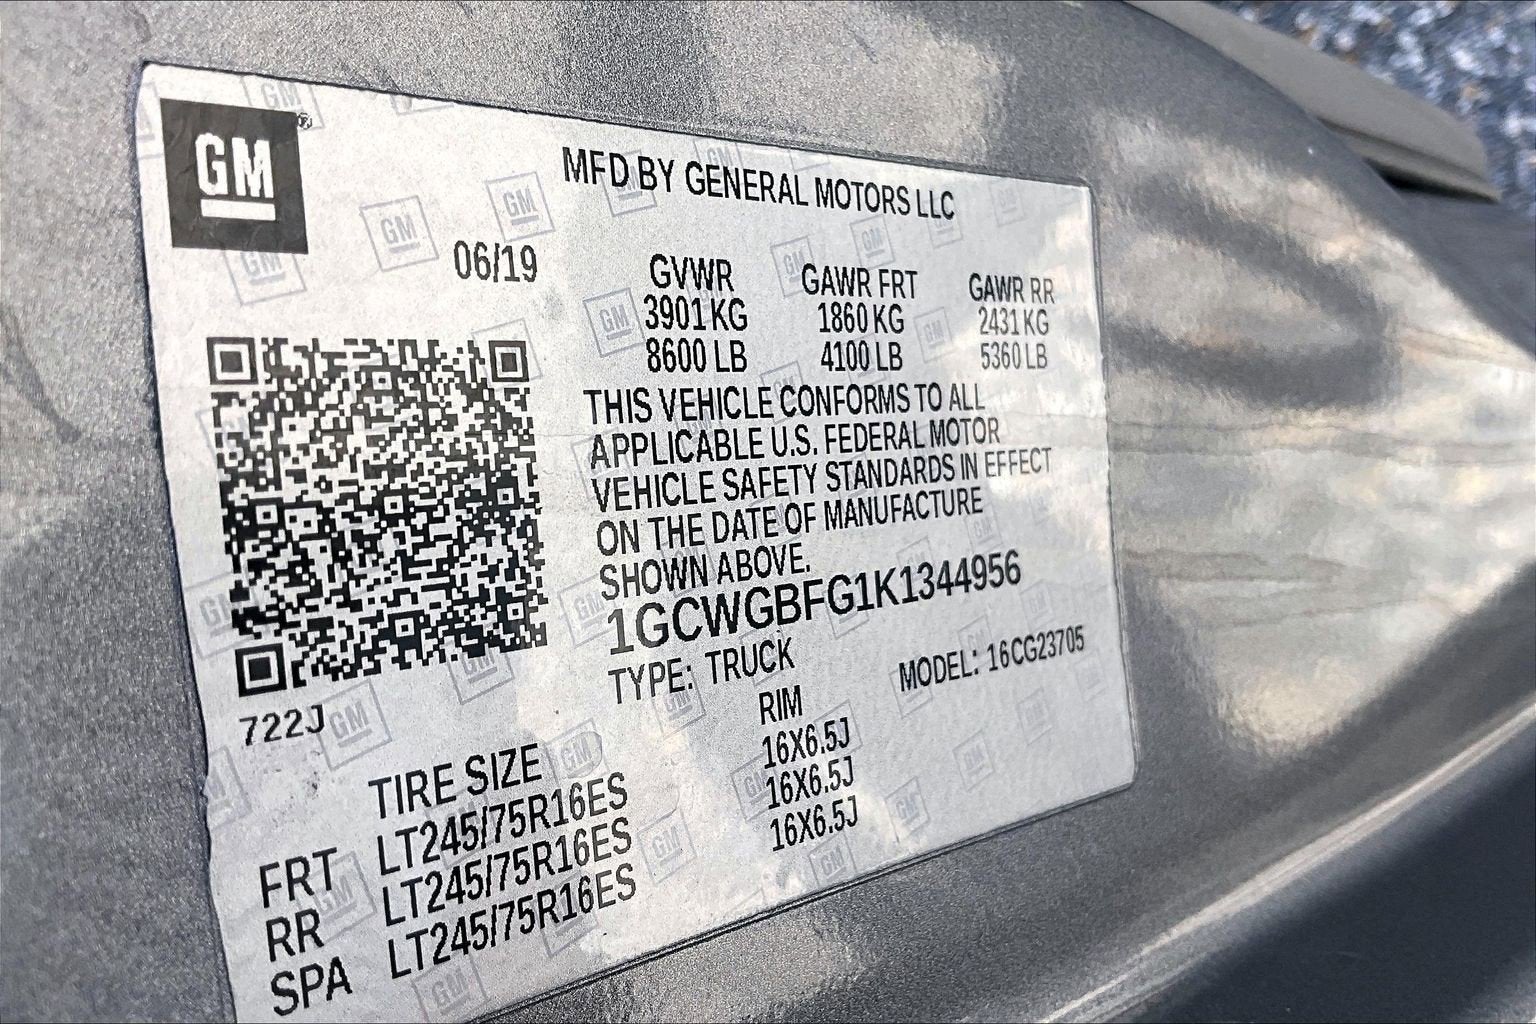 GM
MFD BY GENERAL MOTORS LLC
06/19
GVWR GAWR FRT GAWR RR
3901 KG 1860 KG 2431 KG
8600 LB 4100 LB 5360 LB
THIS VEHICLE CONFORMS TO ALL
APPLICABLE U.S. FEDERAL MOTOR
VEHICLE SAFETY STANDARDS IN EFFECT
ON THE DATE OF MANUFACTURE
SHOWN ABOVE.
1GCWGBFG1K1344956
TYPE: TRUCK MODEL: 16CG23705
722J
TIRE SIZE RIM
FRT LT245/75R16ES 16X6.5J
RR LT245/75R16ES 16X6.5J
SPA LT245/75R16ES 16X6.5J